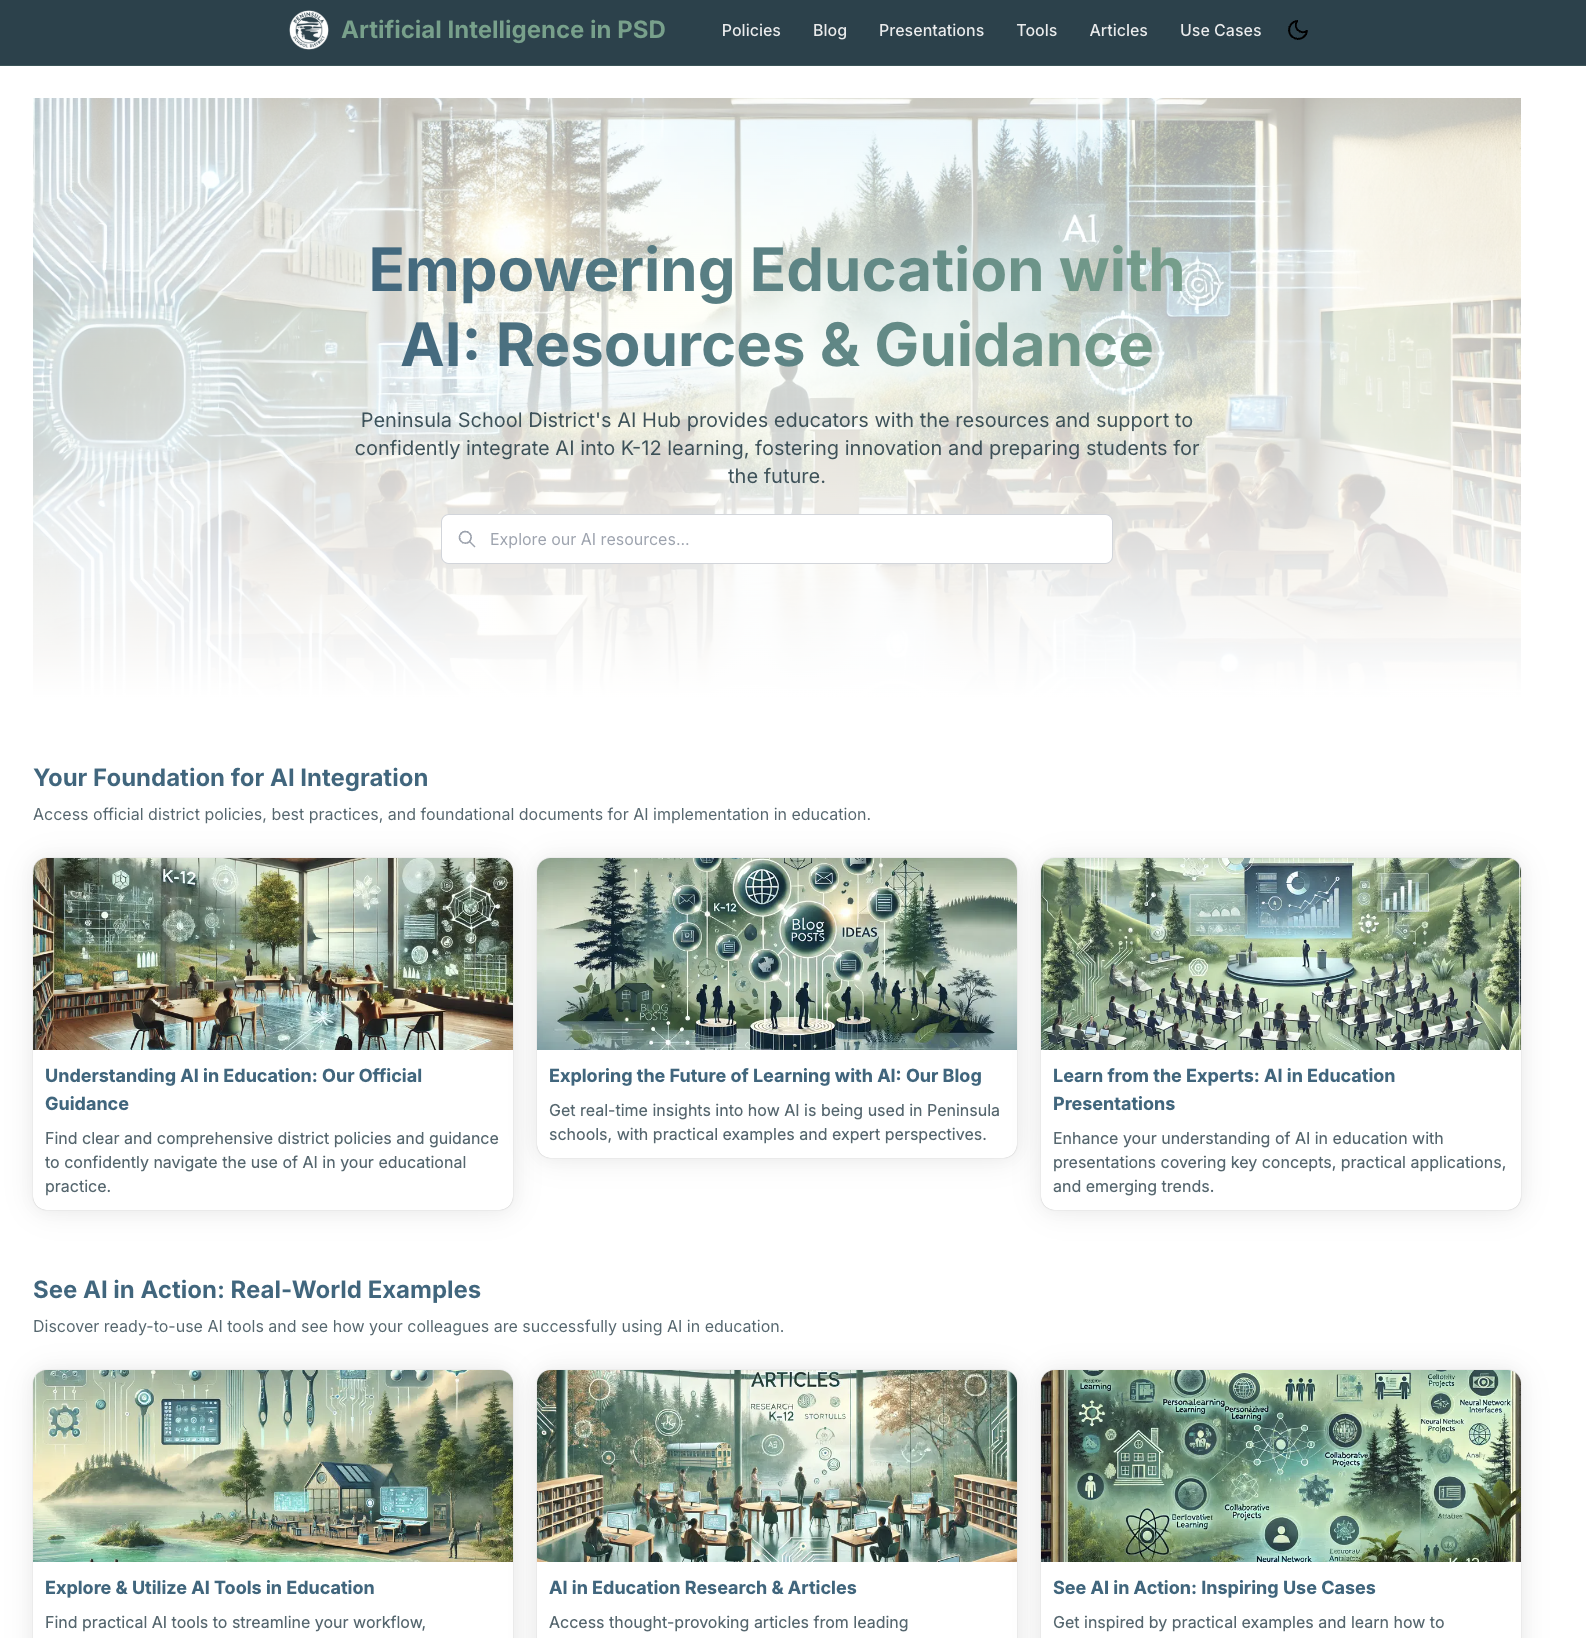 PENINSULA
SCHOOL DISTRICT
Artificial Intelligence in PSD
Policies
Blog
Presentations
Tools
Articles
Use Cases
AI
Empowering Education with
AI: Resources & Guidance
Peninsula School District's AI Hub provides educators with the resources and support to
confidently integrate AI into K-12 learning, fostering innovation and preparing students for
the future.
Explore our AI resources...
Your Foundation for AI Integration
Access official district policies, best practices, and foundational documents for AI implementation in education.
K-12
K-12
Blog
POSTS
IDEAS
BLOG
POSTS
Understanding AI in Education: Our Official
Guidance
Find clear and comprehensive district policies and guidance
to confidently navigate the use of AI in your educational
practice.
Exploring the Future of Learning with AI: Our Blog
Get real-time insights into how AI is being used in Peninsula
schools, with practical examples and expert perspectives.
Learn from the Experts: AI in Education
Presentations
Enhance your understanding of AI in education with
presentations covering key concepts, practical applications,
and emerging trends.
See AI in Action: Real-World Examples
Discover ready-to-use AI tools and see how your colleagues are successfully using AI in education.
ARTICLES
RESEARCH
K-12
STORTULLS
Learning
Learning
Learning
Projects
Neural Network
Interfaces
Projects
Collaborative
Projects
Collaborative
Projects
Learning
Neural Network
K-12
Explore & Utilize AI Tools in Education
Find practical AI tools to streamline your workflow,
AI in Education Research & Articles
Access thought-provoking articles from leading
See AI in Action: Inspiring Use Cases
Get inspired by practical examples and learn how to